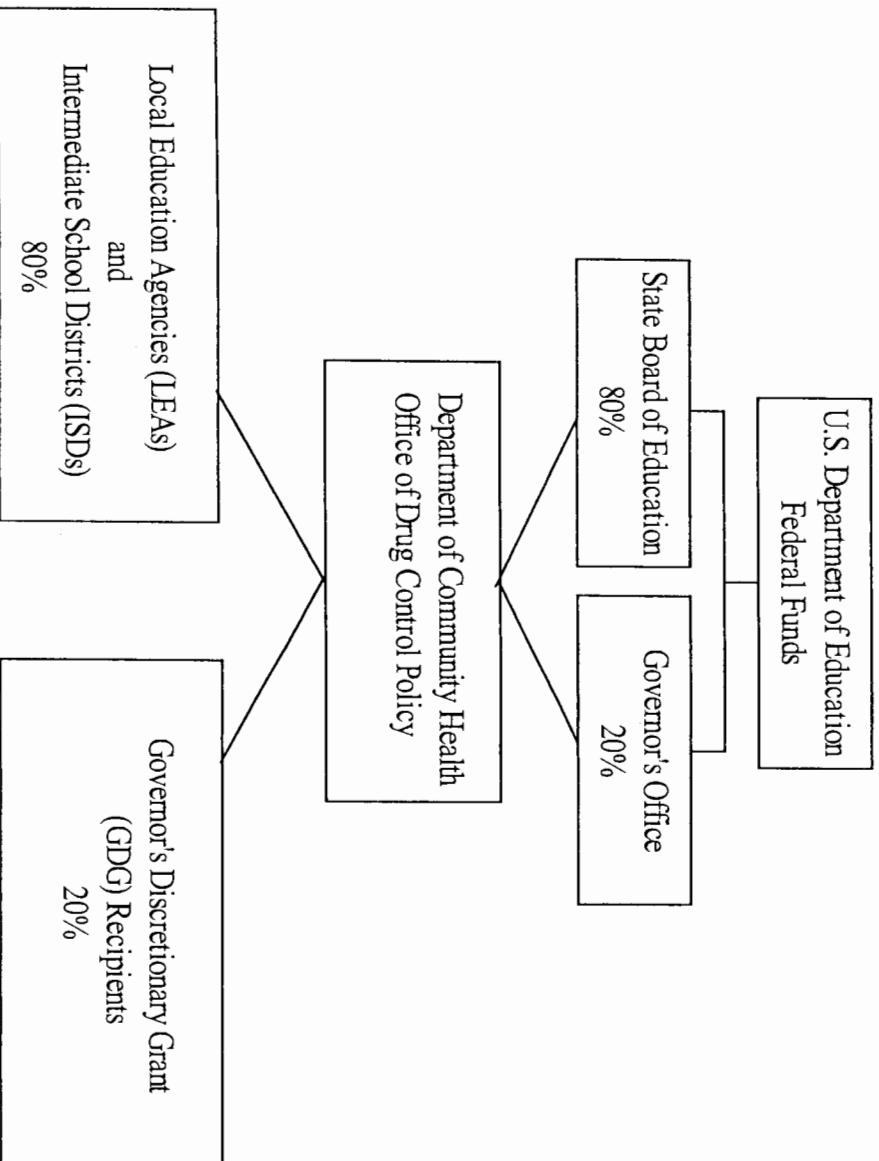 U.S. Department of Education
Federal Funds
State Board of Education
80%
Governor's Office
20%
Department of Community Health
Office of Drug Control Policy
Local Education Agencies (LEAs)
and
Intermediate School Districts (ISDs)
80%
Governor's Discretionary Grant
(GDG) Recipients
20%